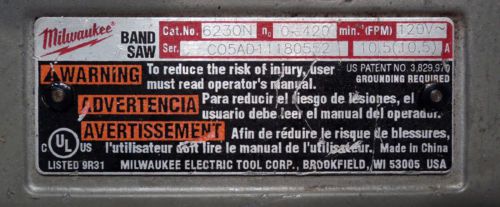 Milwaukee
BAND SAW
Cat.No. 6230N n₀ 0-420 min.⁻¹(FPM) 120V~
Ser. C05AD11180552 10,5(10.5) A
WARNING To reduce the risk of injury, user must read operator's manual.
US PATENT NO. 3.829.970
GROUNDING REQUIRED
ADVERTENCIA Para reducir el riesgo de lesiones, el usuario debe leer el manual del operador.
AVERTISSEMENT Afin de réduire le risque de blessures, l'utilisateur doit lire le manual de l'utilisateur.
Made in China
C UL US
LISTED 9R31 MILWAUKEE ELECTRIC TOOL CORP., BROOKFIELD, WI 53005 USA